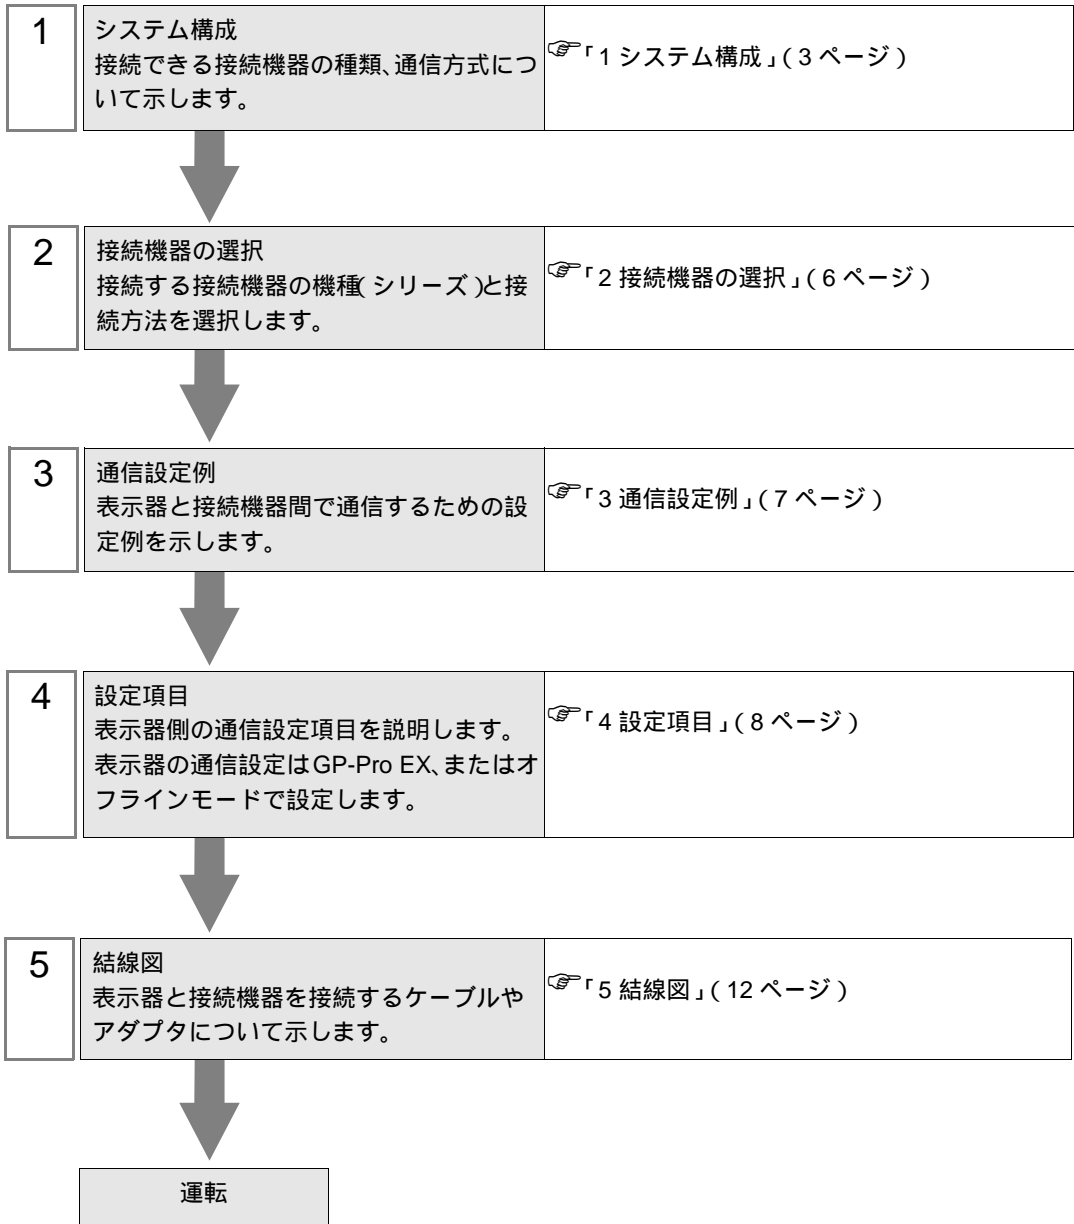 1
システム構成
接続できる接続機器の種類、通信方式につ
いて示します。
☞「1 システム構成」(3 ページ)
2
接続機器の選択
接続する接続機器の機種(シリーズ)と接
続方法を選択します。
☞「2 接続機器の選択」(6 ページ)
3
通信設定例
表示器と接続機器間で通信するための設
定例を示します。
☞「3 通信設定例」(7 ページ)
4
設定項目
表示器側の通信設定項目を説明します。
表示器の通信設定はGP-Pro EX、またはオ
フラインモードで設定します。
☞「4 設定項目」(8 ページ)
5
結線図
表示器と接続機器を接続するケーブルや
アダプタについて示します。
☞「5 結線図」(12 ページ)
運転